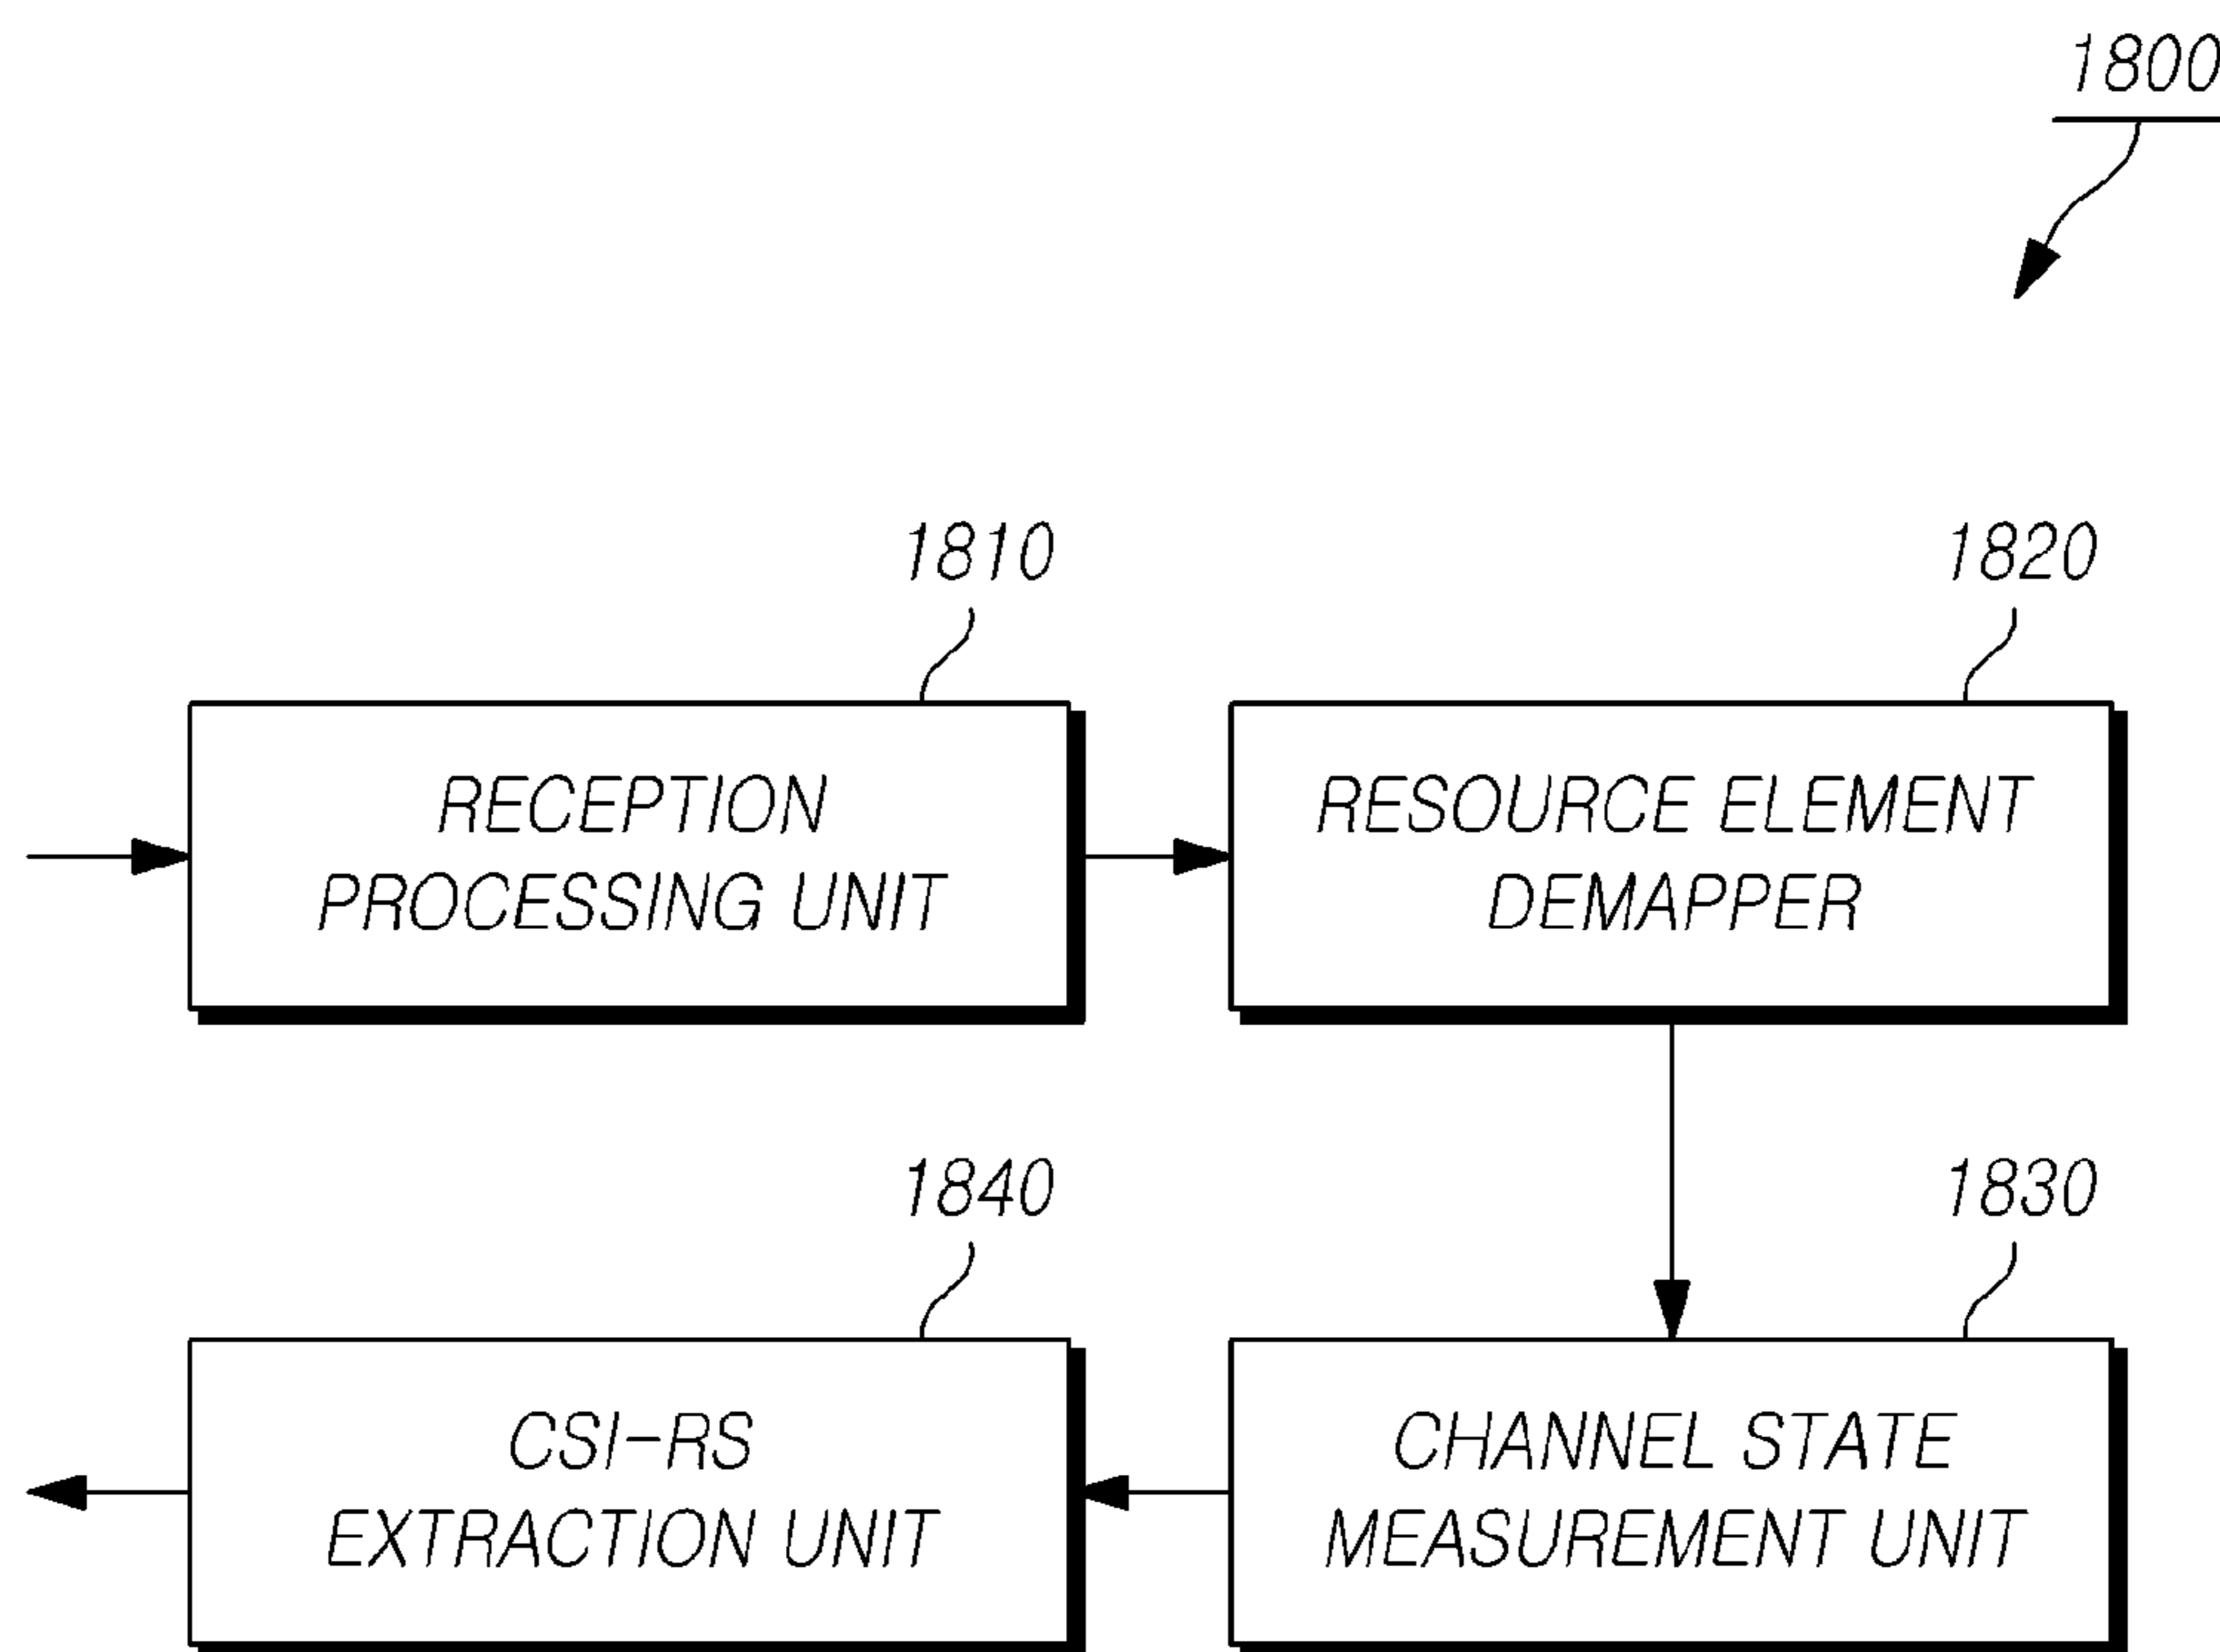 1800
1810
1820
RECEPTION
PROCESSING UNIT
RESOURCE ELEMENT
DEMAPPER
1840
1830
CSI-RS
EXTRACTION UNIT
CHANNEL STATE
MEASUREMENT UNIT